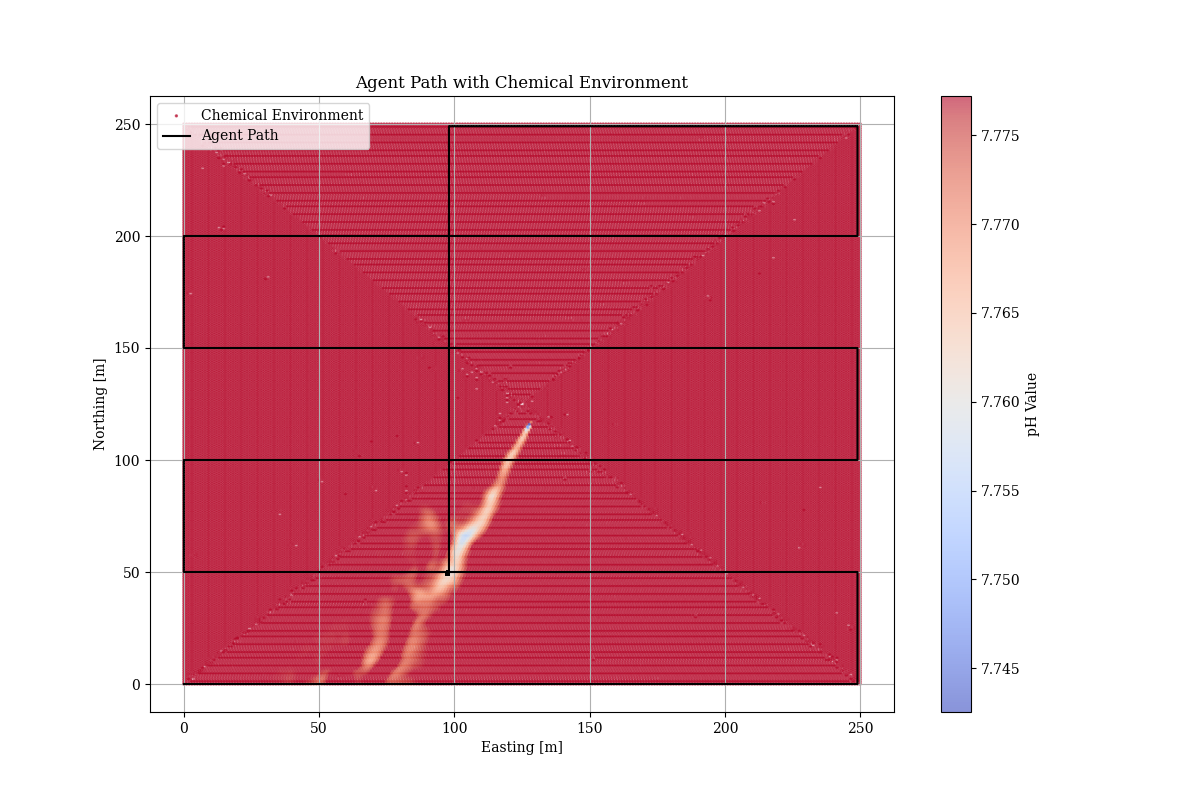 Agent Path with Chemical Environment
Chemical Environment
Agent Path
250
200
150
100
50
0
Northing [m]
0 50 100 150 200 250
Easting [m]
7.775
7.770
7.765
7.760
7.755
7.750
7.745
pH Value